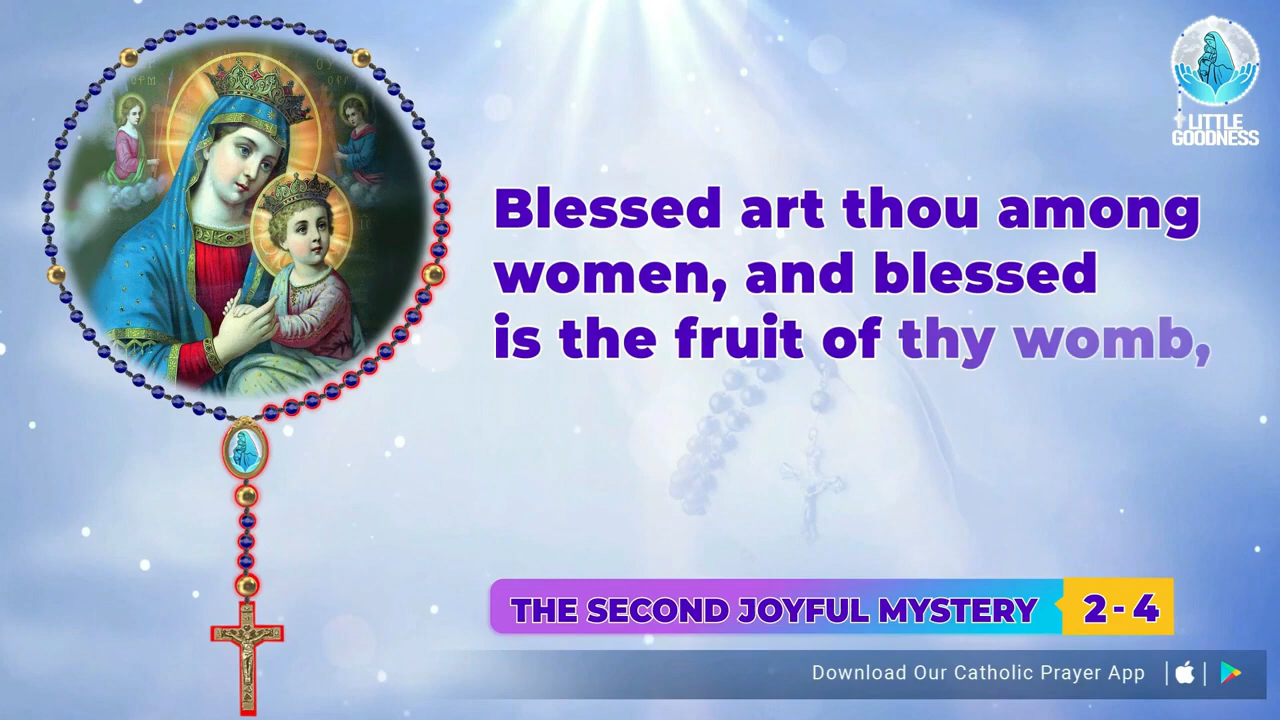 LITTLE
GOODNESS
Blessed art thou among
women, and blessed
is the fruit of thy womb,
THE SECOND JOYFUL MYSTERY 2 - 4
Download Our Catholic Prayer App